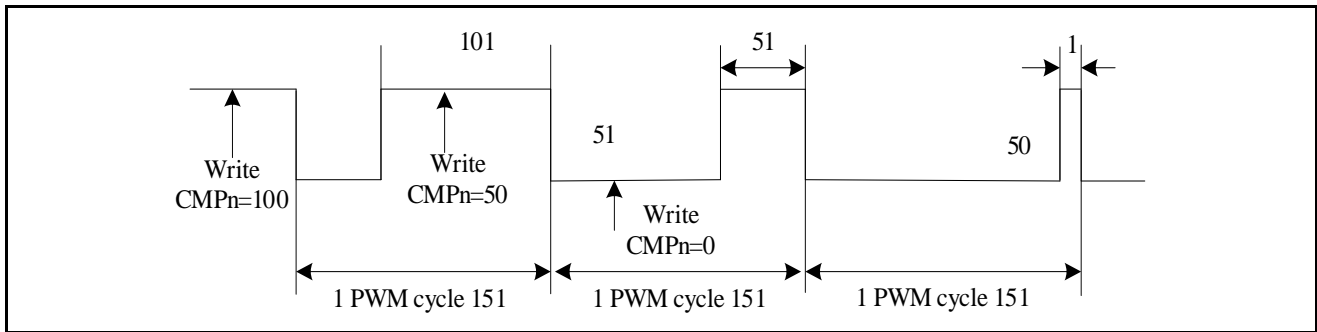 101
51
1
Write
CMPn=100
Write
CMPn=50
51
50
Write
CMPn=0
1 PWM cycle 151
1 PWM cycle 151
1 PWM cycle 151